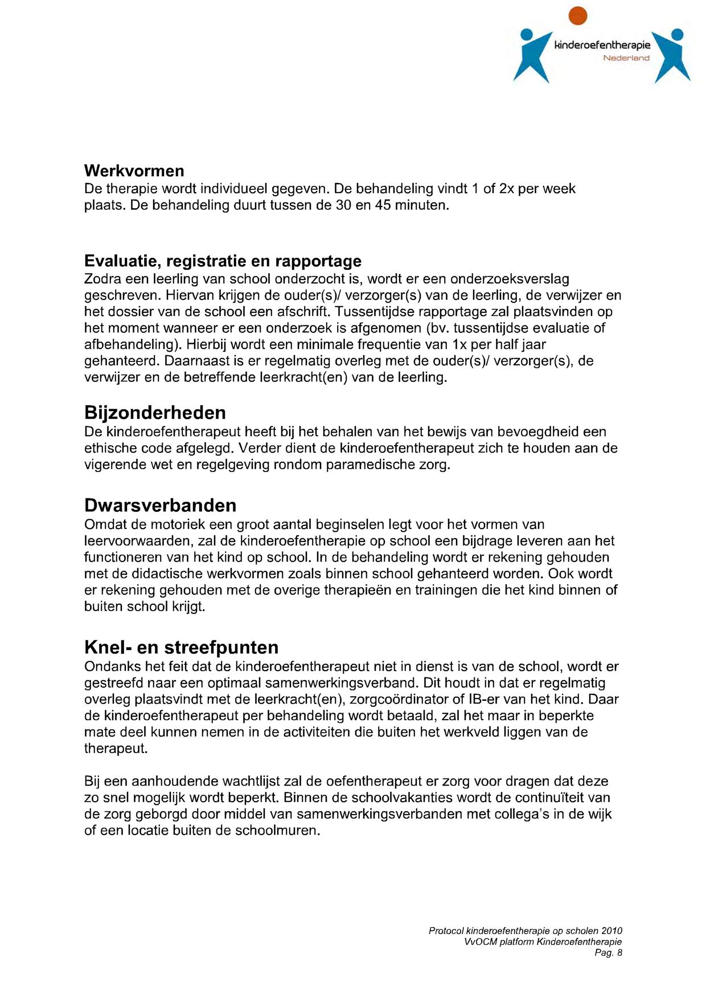 kinderoefentherapie
Nederland
Werkvormen
De therapie wordt individueel gegeven. De behandeling vindt 1 of 2x per week
plaats. De behandeling duurt tussen de 30 en 45 minuten.
Evaluatie, registratie en rapportage
Zodra een leerling van school onderzocht is, wordt er een onderzoeksverslag
geschreven. Hiervan krijgen de ouder(s)/ verzorger(s) van de leerling, de verwijzer en
het dossier van de school een afschrift. Tussentijdse rapportage zal plaatsvinden op
het moment wanneer er een onderzoek is afgenomen (bv. tussentijdse evaluatie of
afbehandeling). Hierbij wordt een minimale frequentie van 1x per half jaar
gehanteerd. Daarnaast is er regelmatig overleg met de ouder(s)/ verzorger(s), de
verwijzer en de betreffende leerkracht(en) van de leerling.
Bijzonderheden
De kinderoefentherapeut heeft bij het behalen van het bewijs van bevoegdheid een
ethische code afgelegd. Verder dient de kinderoefentherapeut zich te houden aan de
vigerende wet en regelgeving rondom paramedische zorg.
Dwarsverbanden
Omdat de motoriek een groot aantal beginselen legt voor het vormen van
leervoorwaarden, zal de kinderoefentherapie op school een bijdrage leveren aan het
functioneren van het kind op school. In de behandeling wordt er rekening gehouden
met de didactische werkvormen zoals binnen school gehanteerd worden. Ook wordt
er rekening gehouden met de overige therapieën en trainingen die het kind binnen of
buiten school krijgt.
Knel- en streefpunten
Ondanks het feit dat de kinderoefentherapeut niet in dienst is van de school, wordt er
gestreefd naar een optimaal samenwerkingsverband. Dit houdt in dat er regelmatig
overleg plaatsvindt met de leerkracht(en), zorgcoördinator of IB-er van het kind. Daar
de kinderoefentherapeut per behandeling wordt betaald, zal het maar in beperkte
mate deel kunnen nemen in de activiteiten die buiten het werkveld liggen van de
therapeut.
Bij een aanhoudende wachtlijst zal de oefentherapeut er zorg voor dragen dat deze
zo snel mogelijk wordt beperkt. Binnen de schoolvakanties wordt de continuïteit van
de zorg geborgd door middel van samenwerkingsverbanden met collega's in de wijk
of een locatie buiten de schoolmuren.
Protocol kinderoefentherapie op scholen 2010
VvOCM platform Kinderoefentherapie
Pag. 8